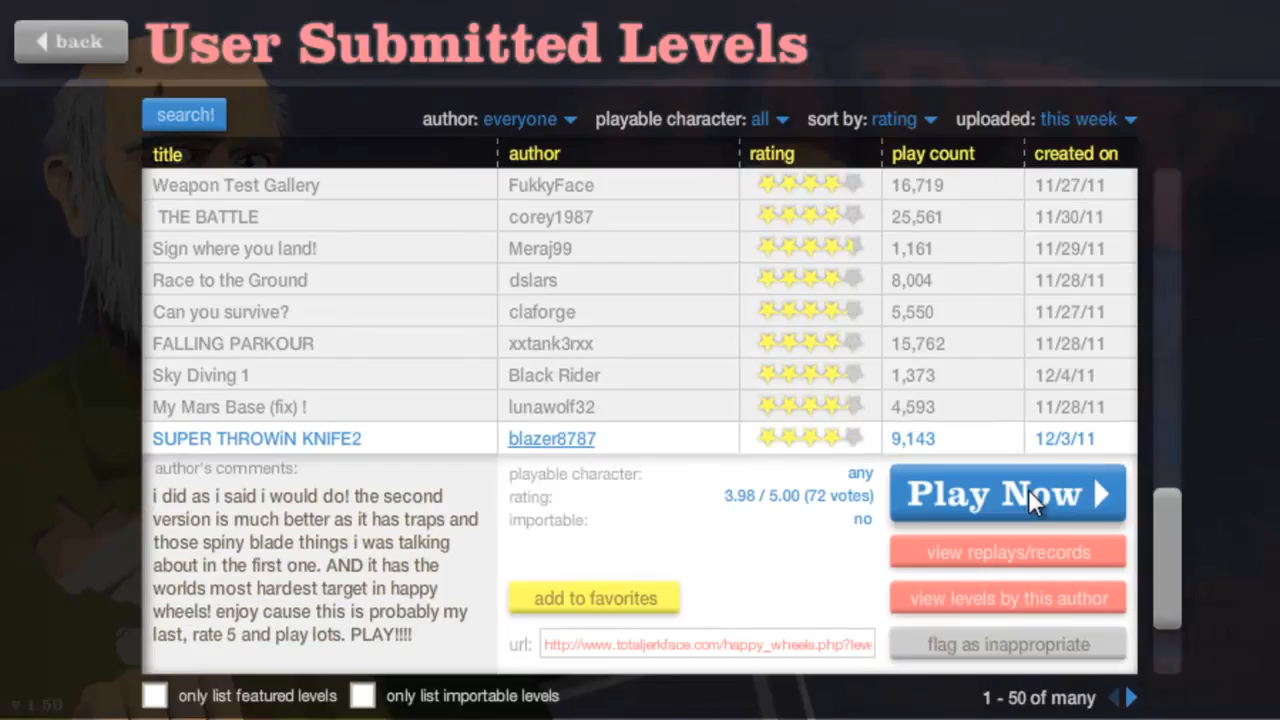 back
User Submitted Levels
search!
author: everyone playable character: all sort by: rating uploaded: this week
title author rating play count created on
Weapon Test Gallery FukkyFace 16,719 11/27/11
THE BATTLE corey1987 25,561 11/30/11
Sign where you land! Meraj99 1,161 11/29/11
Race to the Ground dslars 8,004 11/28/11
Can you survive? claforge 5,550 11/27/11
FALLING PARKOUR xxtank3rxx 15,762 11/28/11
Sky Diving 1 Black Rider 1,373 12/4/11
My Mars Base (fix) ! lunawolf32 4,593 11/28/11
SUPER THROWiN KNIFE2 blazer8787 9,143 12/3/11
author's comments:
i did as i said i would do! the second
version is much better as it has traps and
those spiny blade things i was talking
about in the first one. AND it has the
worlds most hardest target in happy
wheels! enjoy cause this is probably my
last, rate 5 and play lots. PLAY!!!!
playable character: any
rating: 3.98 / 5.00 (72 votes)
importable: no
add to favorites
url: http://www.totaljerkface.com/happy_wheels.php?leve
Play Now
view replays/records
view levels by this author
flag as inappropriate
only list featured levels only list importable levels
1 - 50 of many
v 1.50